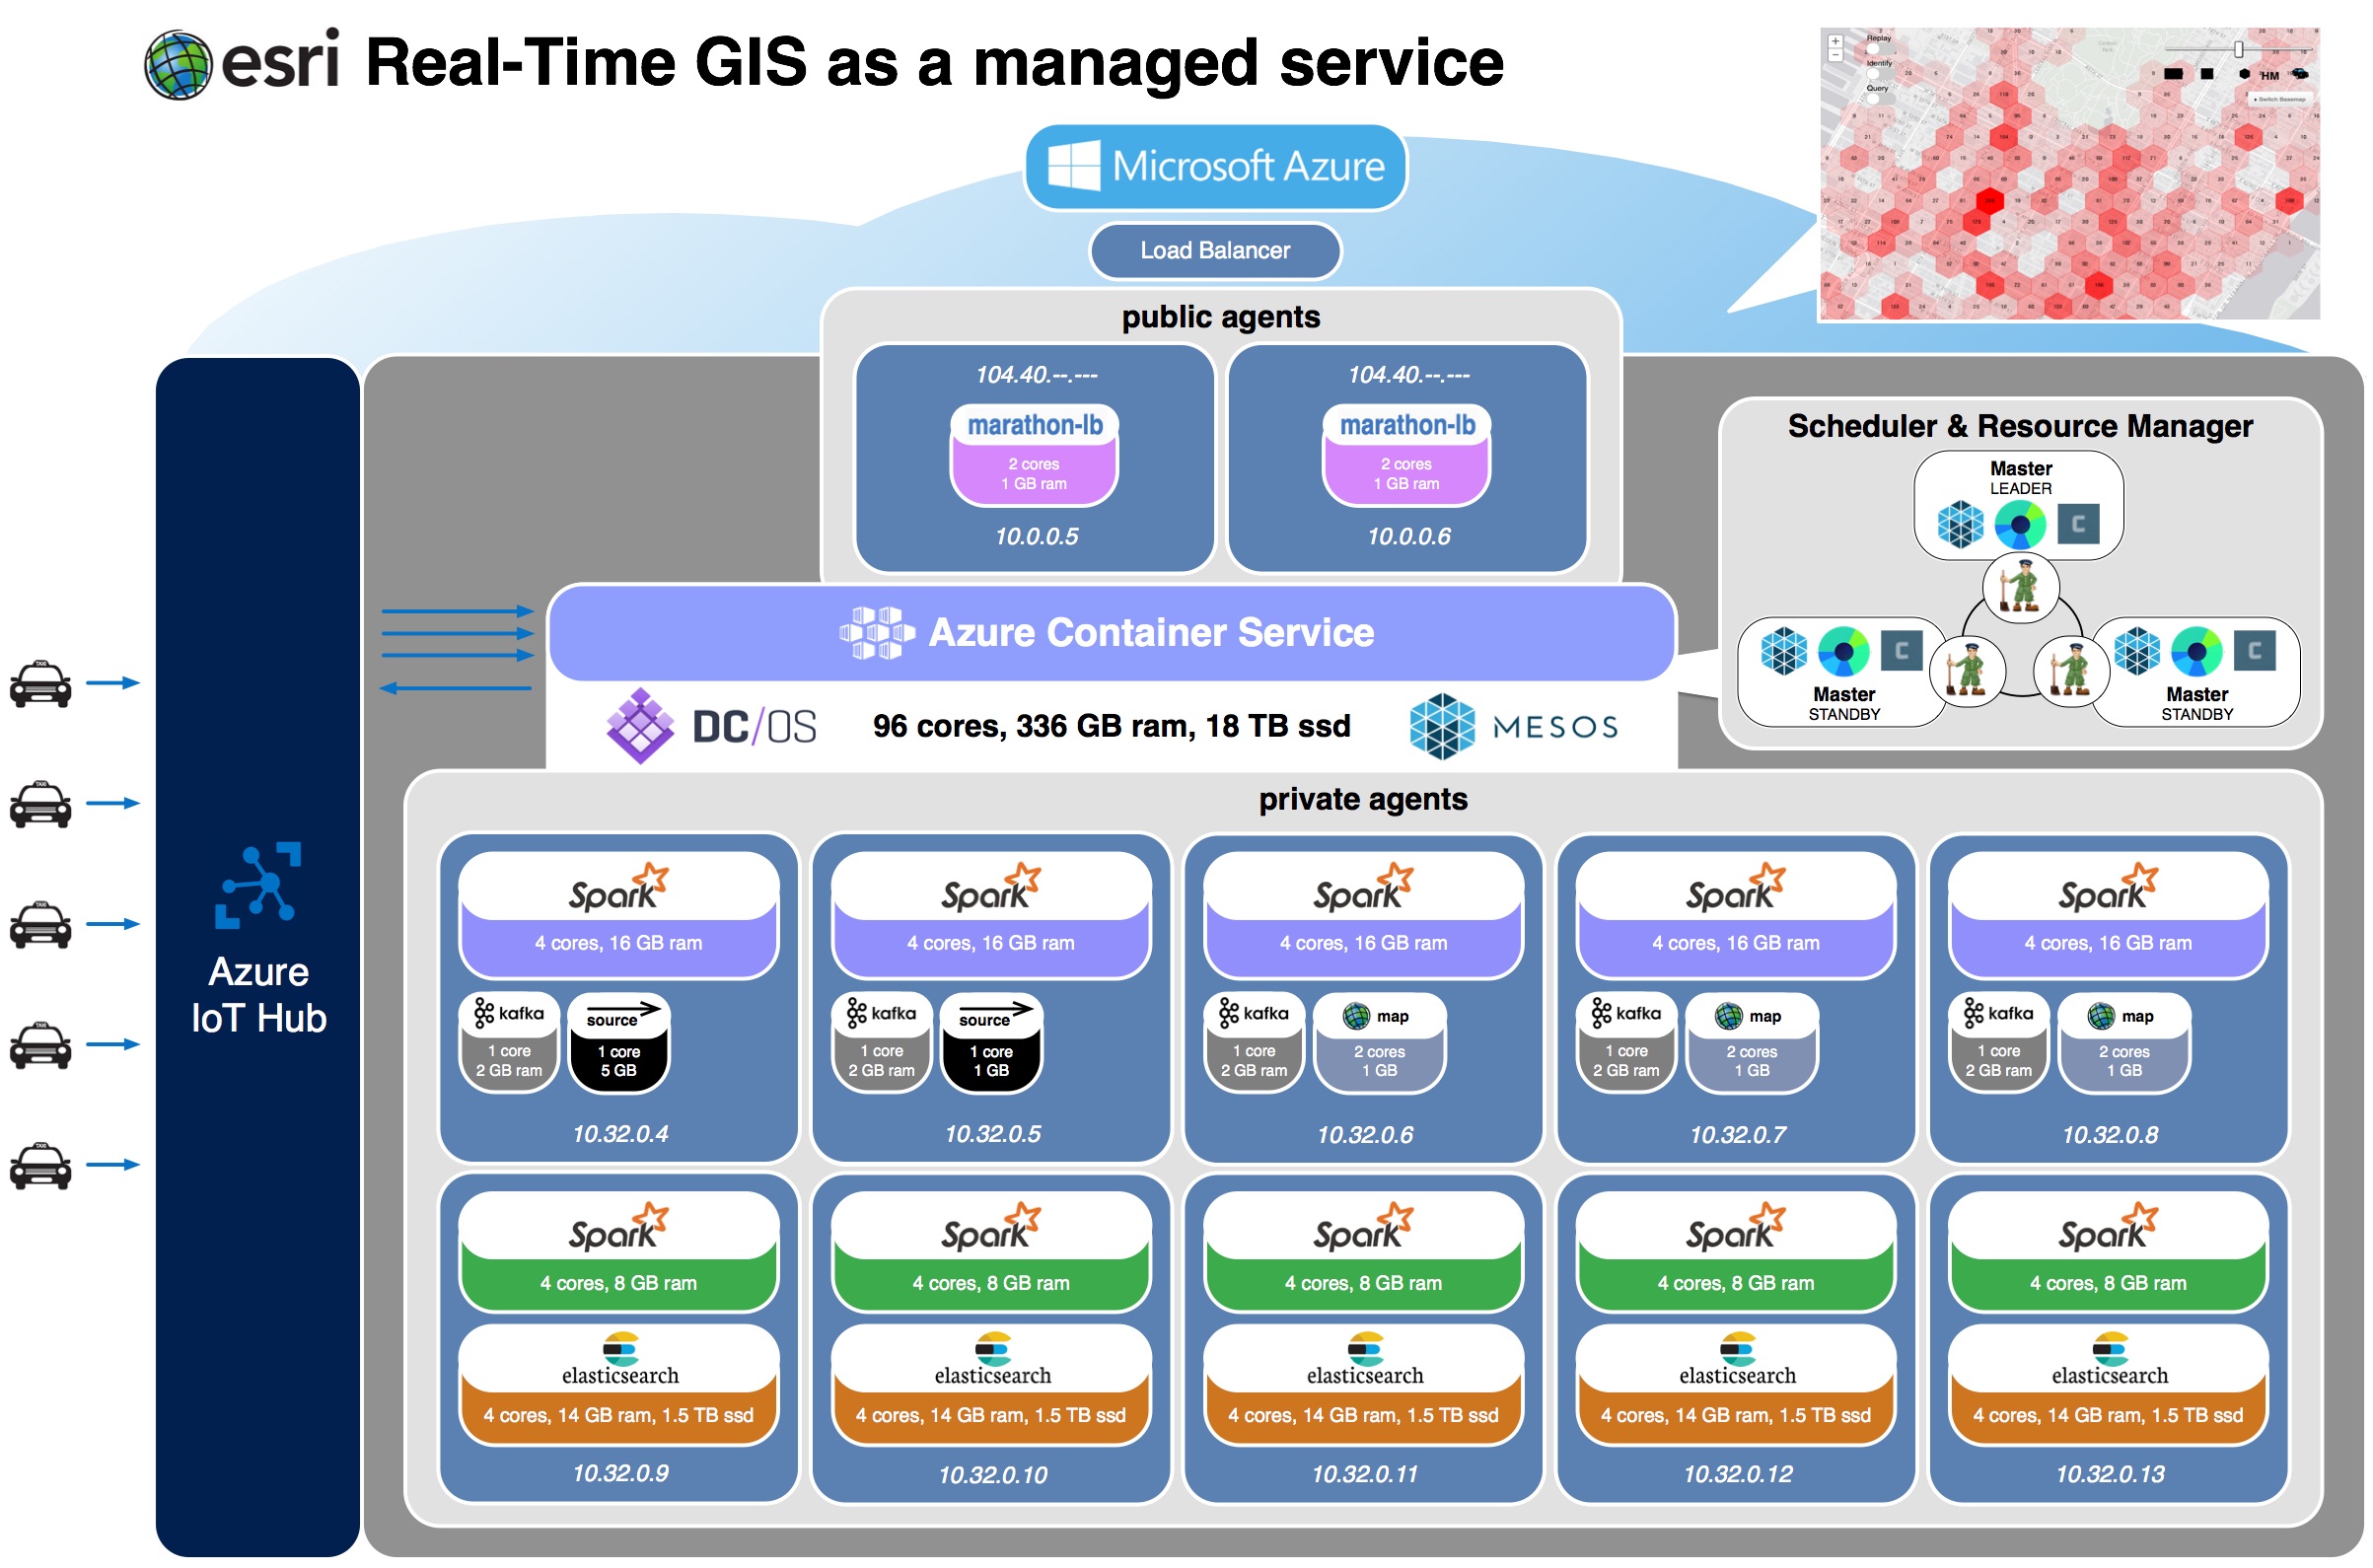 esri Real-Time GIS as a managed service
Replay
Identify
Query
HM
Switch Basemap
Microsoft Azure
Load Balancer
public agents
104.40.--.---
marathon-lb
2 cores
1 GB ram
10.0.0.5
104.40.--.---
marathon-lb
2 cores
1 GB ram
10.0.0.6
Scheduler & Resource Manager
Master
LEADER
C
C
Master
STANDBY
C
Master
STANDBY
Azure Container Service
DC/OS
96 cores, 336 GB ram, 18 TB ssd
MESOS
Azure
IoT Hub
private agents
Spark
4 cores, 16 GB ram
kafka
1 core
2 GB ram
source
1 core
5 GB
10.32.0.4
Spark
4 cores, 16 GB ram
kafka
1 core
2 GB ram
source
1 core
1 GB
10.32.0.5
Spark
4 cores, 16 GB ram
kafka
1 core
2 GB ram
map
2 cores
1 GB
10.32.0.6
Spark
4 cores, 16 GB ram
kafka
1 core
2 GB ram
map
2 cores
1 GB
10.32.0.7
Spark
4 cores, 16 GB ram
kafka
1 core
2 GB ram
map
2 cores
1 GB
10.32.0.8
Spark
4 cores, 8 GB ram
elasticsearch
4 cores, 14 GB ram, 1.5 TB ssd
10.32.0.9
Spark
4 cores, 8 GB ram
elasticsearch
4 cores, 14 GB ram, 1.5 TB ssd
10.32.0.10
Spark
4 cores, 8 GB ram
elasticsearch
4 cores, 14 GB ram, 1.5 TB ssd
10.32.0.11
Spark
4 cores, 8 GB ram
elasticsearch
4 cores, 14 GB ram, 1.5 TB ssd
10.32.0.12
Spark
4 cores, 8 GB ram
elasticsearch
4 cores, 14 GB ram, 1.5 TB ssd
10.32.0.13